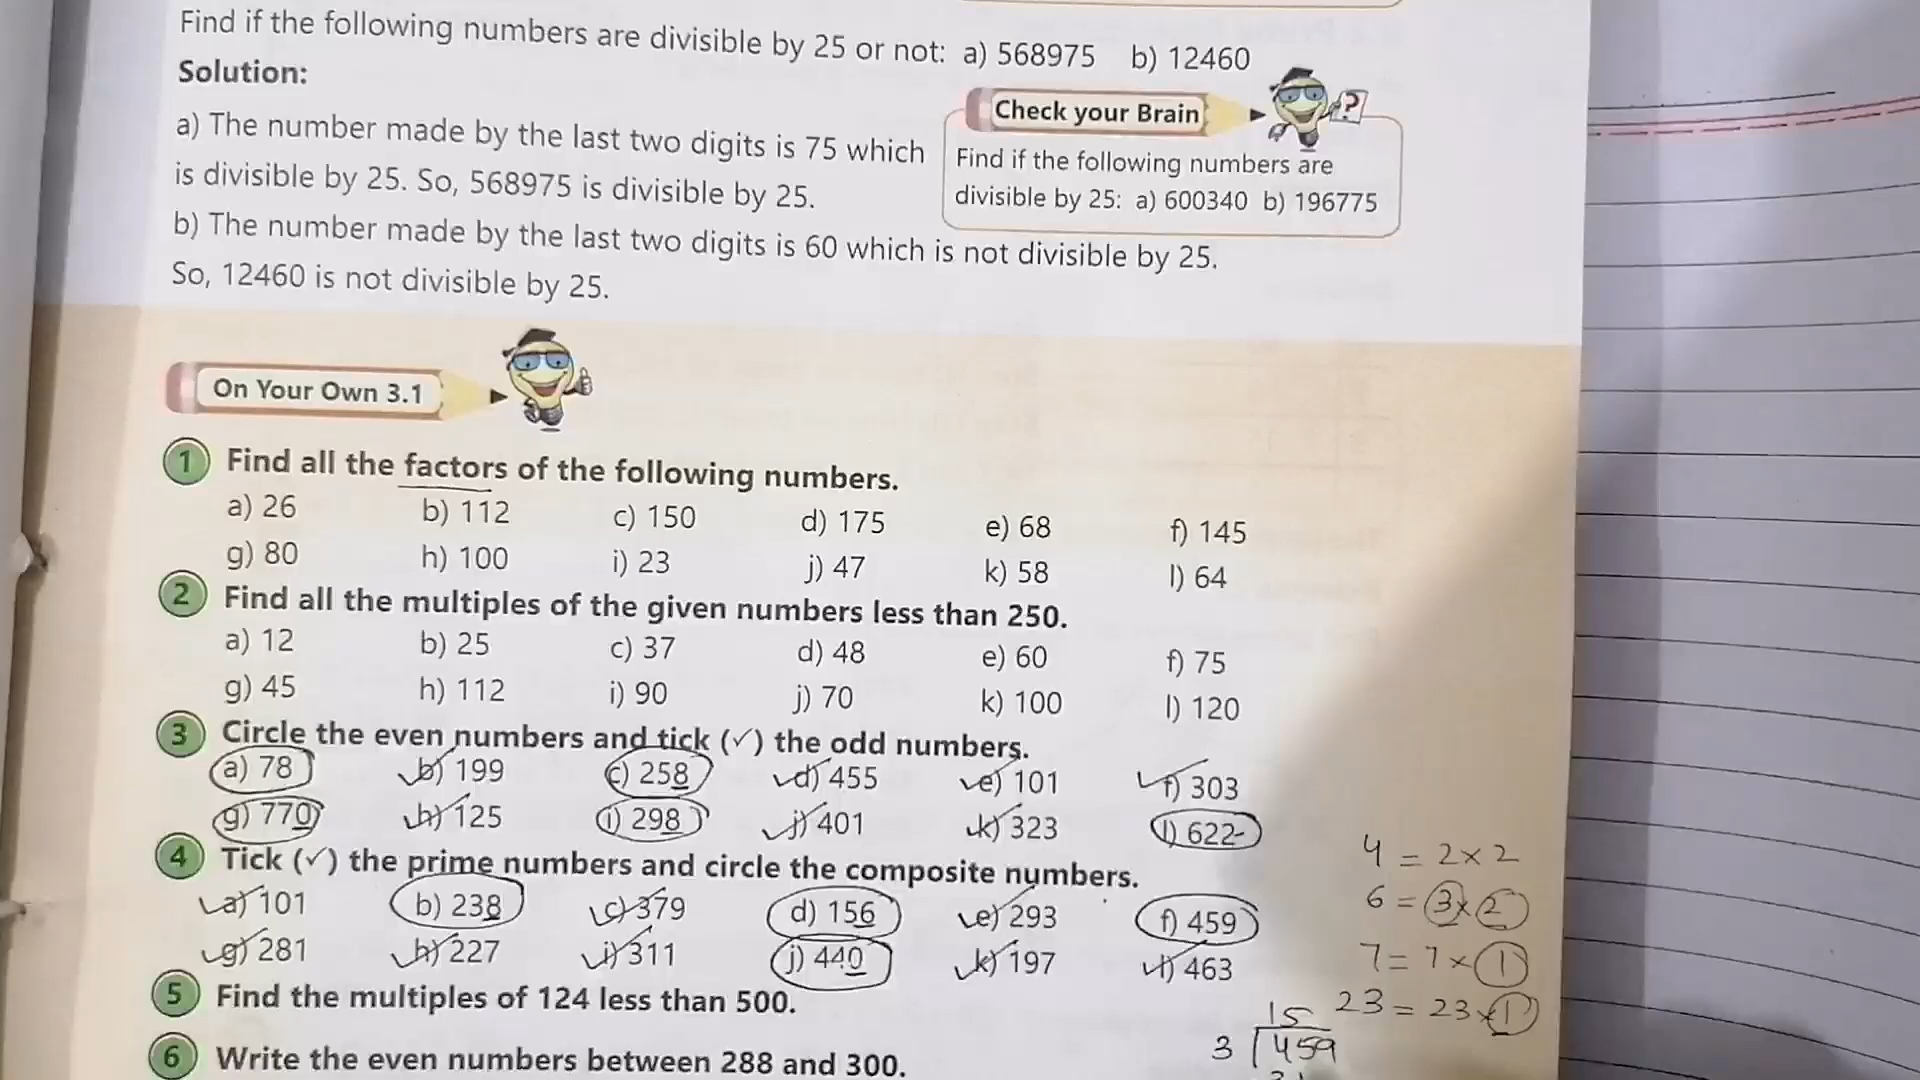 Find if the following numbers are divisible by 25 or not: a) 568975 b) 12460
Solution:
a) The number made by the last two digits is 75 which
is divisible by 25. So, 568975 is divisible by 25.
b) The number made by the last two digits is 60 which is not divisible by 25.
So, 12460 is not divisible by 25.
Check your Brain
?
Find if the following numbers are
divisible by 25: a) 600340 b) 196775
On Your Own 3.1
1 Find all the factors of the following numbers.
a) 26 b) 112 c) 150 d) 175 e) 68 f) 145
g) 80 h) 100 i) 23 j) 47 k) 58 l) 64
2 Find all the multiples of the given numbers less than 250.
a) 12 b) 25 c) 37 d) 48 e) 60 f) 75
g) 45 h) 112 i) 90 j) 70 k) 100 l) 120
3 Circle the even numbers and tick (✓) the odd numbers.
a) 78 b) 199 c) 258 d) 455 e) 101 f) 303
g) 770 h) 125 i) 298 j) 401 k) 323 l) 622
4 Tick (✓) the prime numbers and circle the composite numbers.
a) 101 b) 238 c) 379 d) 156 e) 293 f) 459
g) 281 h) 227 i) 311 j) 440 k) 197 l) 463
5 Find the multiples of 124 less than 500.
6 Write the even numbers between 288 and 300.
4 = 2 × 2
6 = 3 × 2
7 = 7 × 1
23 = 23 × 1
15
3 459